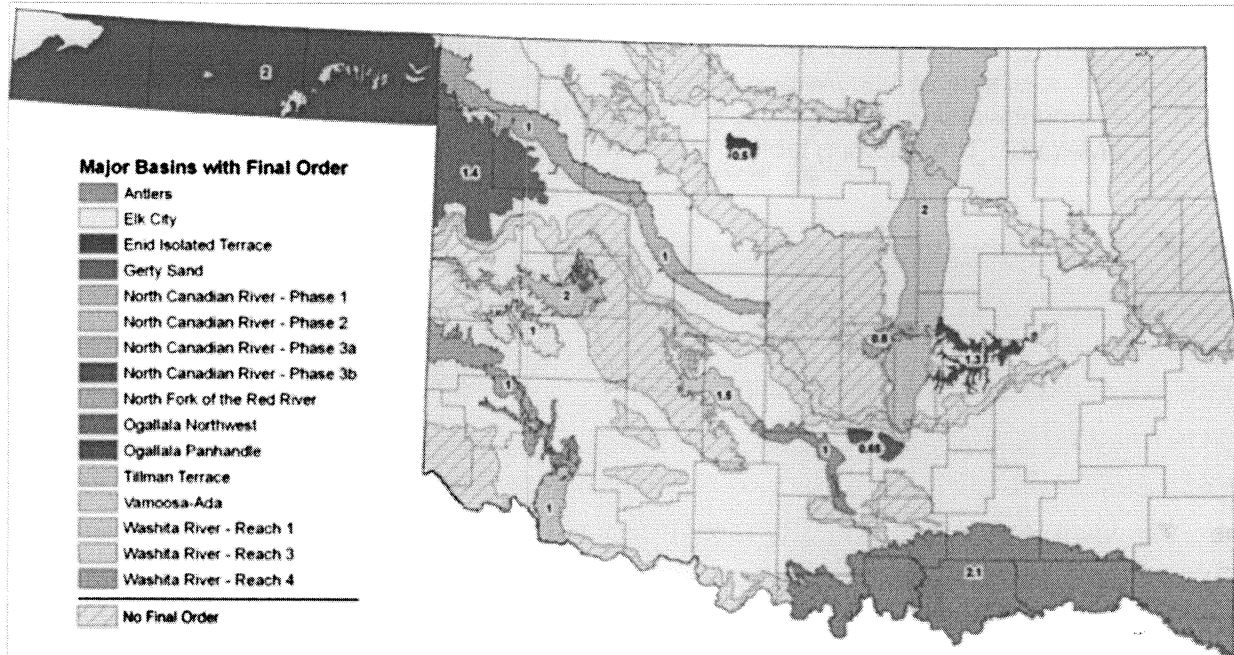 2
1
1.4
0.5
2
1
2
1
0.8
1.3
1
1.5
1
0.65
1
2.1
Major Basins with Final Order
Antlers
Elk City
Enid Isolated Terrace
Gerty Sand
North Canadian River - Phase 1
North Canadian River - Phase 2
North Canadian River - Phase 3a
North Canadian River - Phase 3b
North Fork of the Red River
Ogallala Northwest
Ogallala Panhandle
Tillman Terrace
Vamoosa-Ada
Washita River - Reach 1
Washita River - Reach 3
Washita River - Reach 4
No Final Order